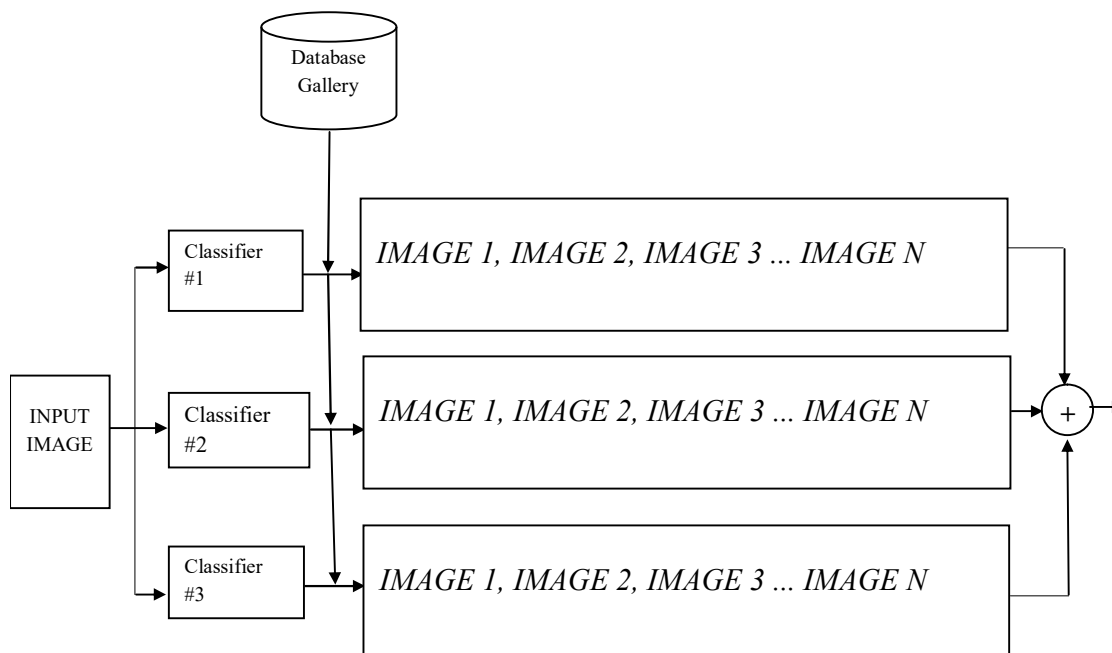 Database
Gallery
Classifier
#1
IMAGE 1, IMAGE 2, IMAGE 3 ... IMAGE N
INPUT
IMAGE
Classifier
#2
IMAGE 1, IMAGE 2, IMAGE 3 ... IMAGE N
+
Classifier
#3
IMAGE 1, IMAGE 2, IMAGE 3 ... IMAGE N